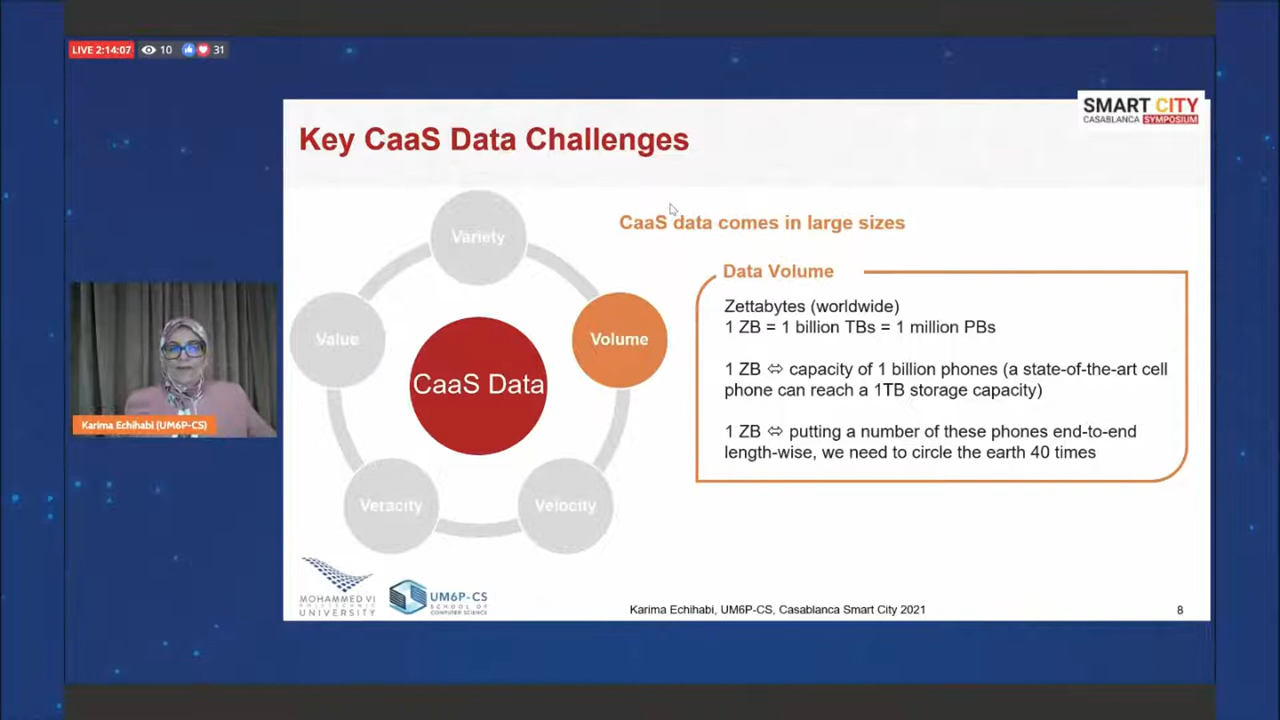 LIVE 2:14:07 10 31
SMART CITY
CASABLANCA SYMPOSIUM
Key CaaS Data Challenges
CaaS data comes in large sizes
Variety
Value
Volume
CaaS Data
Veracity
Velocity
Data Volume
Zettabytes (worldwide)
1 ZB = 1 billion TBs = 1 million PBs
1 ZB ⇔ capacity of 1 billion phones (a state-of-the-art cell
phone can reach a 1TB storage capacity)
1 ZB ⇔ putting a number of these phones end-to-end
length-wise, we need to circle the earth 40 times
Karima Echihabi (UM6P-CS)
MOHAMMED VI
POLYTECHNIC
UNIVERSITY
UM6P-CS
SCHOOL OF
COMPUTER SCIENCE
Karima Echihabi, UM6P-CS, Casablanca Smart City 2021
8